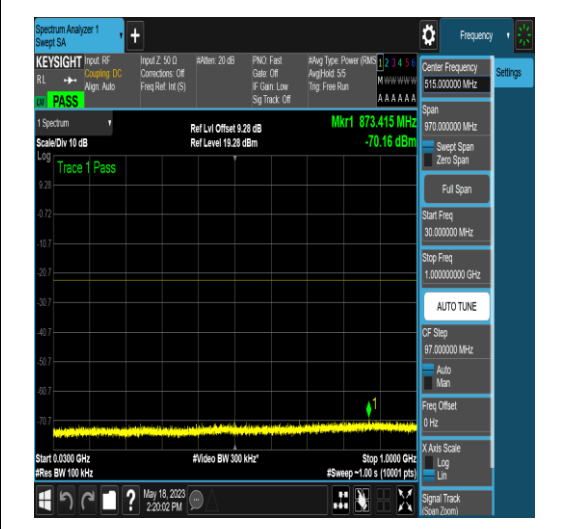 Spectrum Analyzer 1
Swept SA
+
Frequency
KEYSIGHT
Input: RF
Input Z: 50 Ω
#Atten: 20 dB
PNO: Fast
#Avg Type: Power (RMS
1 2 3 4 5 6
RL
Coupling: DC
Corrections: Off
Gate: Off
Avg|Hold: 5/5
M W W W W W
Align: Auto
Freq Ref: Int (S)
IF Gain: Low
Trig: Free Run
Sig Track: Off
A A A A A A
PASS
Center Frequency
515.000000 MHz
Settings
1 Spectrum
Ref Lvl Offset 9.28 dB
Mkr1 873.415 MHz
Scale/Div 10 dB
Ref Level 19.28 dBm
-70.16 dBm
Log
Trace 1 Pass
9.28
-0.72
-10.7
-20.7
-30.7
-40.7
-50.7
-60.7
-70.7
1
Start 0.0300 GHz
#Video BW 300 kHz*
Stop 1.0000 GHz
#Res BW 100 kHz
#Sweep ~1.00 s (10001 pts)
Span
970.000000 MHz
Swept Span
Zero Span
Full Span
Start Freq
30.000000 MHz
Stop Freq
1.000000000 GHz
AUTO TUNE
CF Step
97.000000 MHz
Auto
Man
Freq Offset
0 Hz
X Axis Scale
Log
Lin
Signal Track
(Span Zoom)
?
May 18, 2023
2:20:02 PM